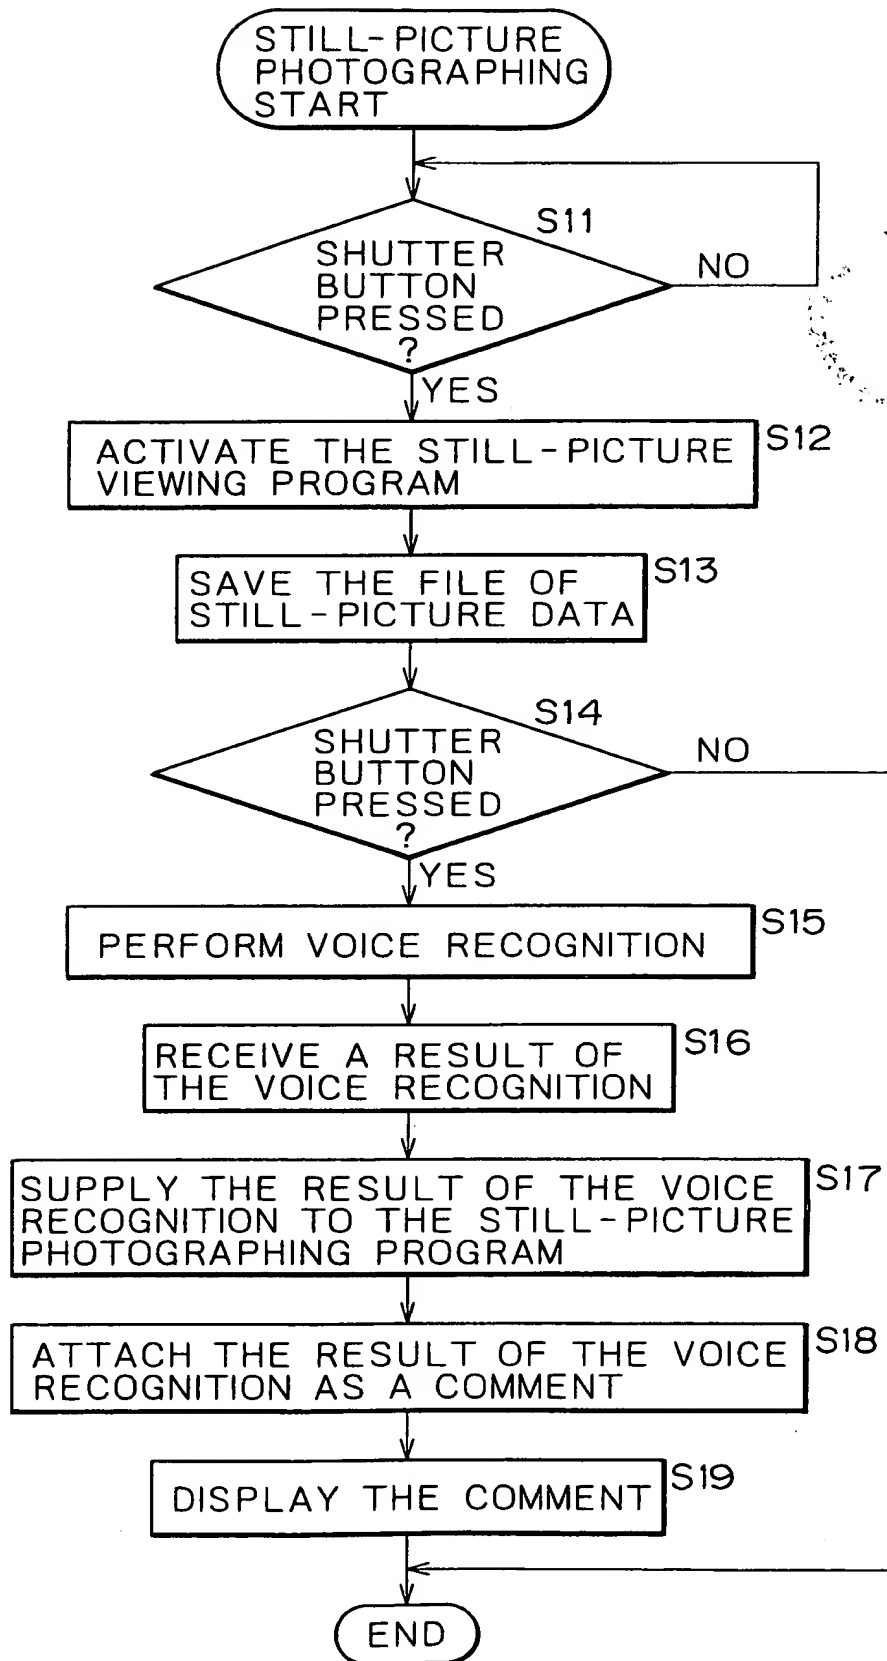 STILL-PICTURE
PHOTOGRAPHING
START
S11
SHUTTER
BUTTON
PRESSED
?
NO
YES
S12
ACTIVATE THE STILL-PICTURE
VIEWING PROGRAM
S13
SAVE THE FILE OF
STILL-PICTURE DATA
S14
SHUTTER
BUTTON
PRESSED
?
NO
YES
S15
PERFORM VOICE RECOGNITION
S16
RECEIVE A RESULT OF
THE VOICE RECOGNITION
S17
SUPPLY THE RESULT OF THE VOICE
RECOGNITION TO THE STILL-PICTURE
PHOTOGRAPHING PROGRAM
S18
ATTACH THE RESULT OF THE VOICE
RECOGNITION AS A COMMENT
S19
DISPLAY THE COMMENT
END